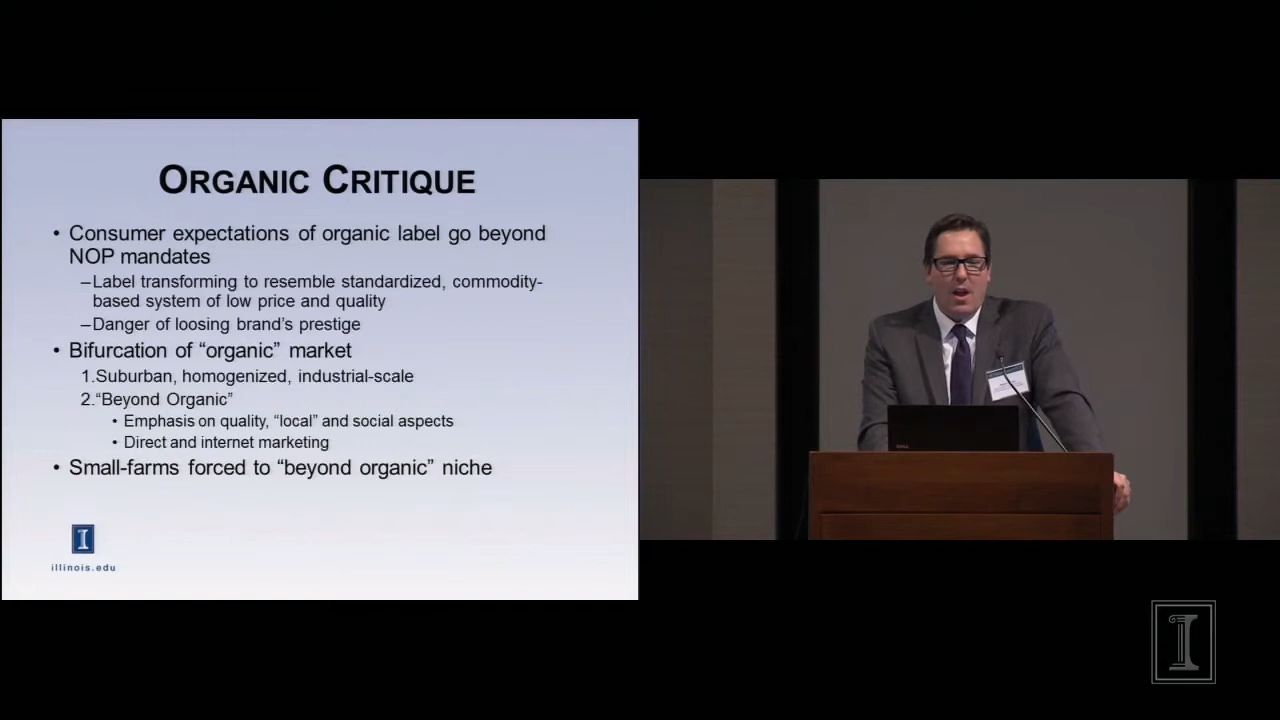 ORGANIC CRITIQUE
• Consumer expectations of organic label go beyond
NOP mandates
–Label transforming to resemble standardized, commodity-
based system of low price and quality
–Danger of loosing brand's prestige
• Bifurcation of “organic” market
1.Suburban, homogenized, industrial-scale
2.“Beyond Organic”
• Emphasis on quality, “local” and social aspects
• Direct and internet marketing
• Small-farms forced to “beyond organic” niche
I
illinois.edu
DELL
I